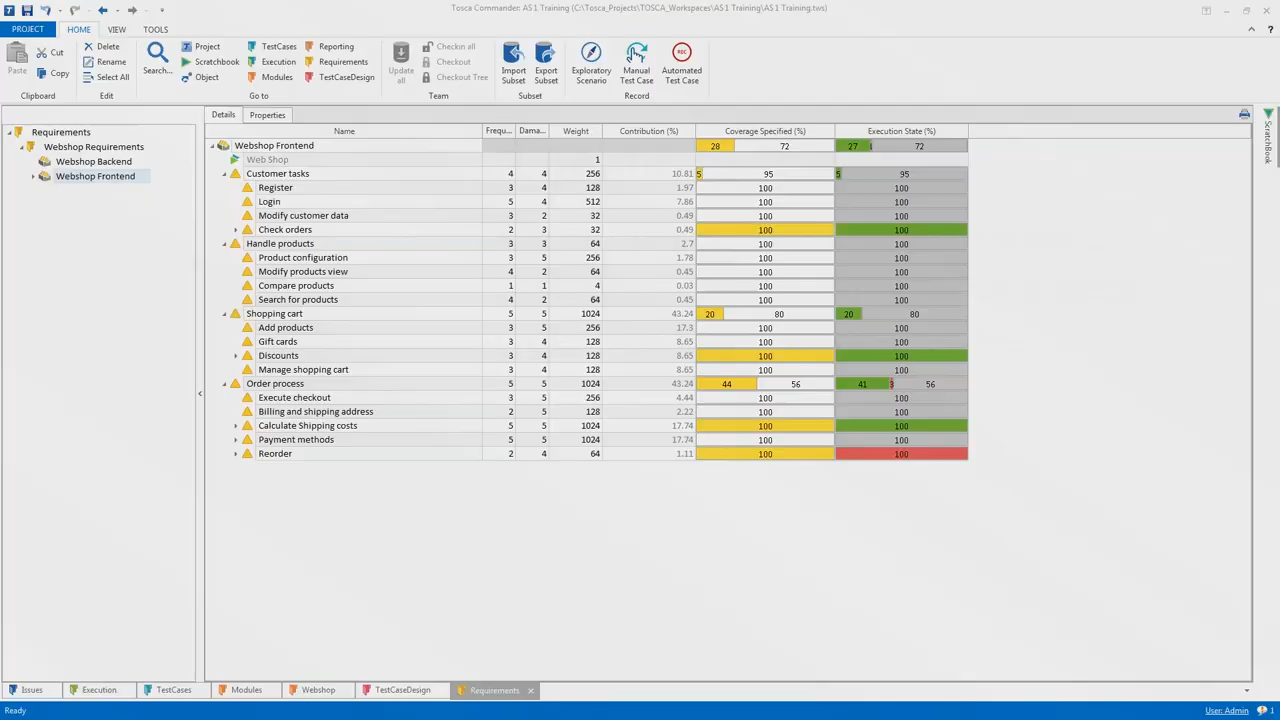 Tosca Commander: AS 1 Training (C:\Tosca_Projects\TOSCA_Workspaces\AS 1 Training\AS 1 Training.tws)
PROJECT HOME VIEW TOOLS
Paste Cut Copy Clipboard
Delete Rename Select All Edit
Search... Project Scratchbook Object TestCases Execution Modules Reporting Requirements TestCaseDesign Go to
Update all Checkin all Checkout Checkout Tree Team
Import Subset Export Subset Subset
Exploratory Scenario Manual Test Case Automated Test Case Record
Requirements
Webshop Requirements
Webshop Backend
Webshop Frontend
Details Properties
Name Frequ... Dama... Weight Contribution (%) Coverage Specified (%) Execution State (%)
Webshop Frontend 28 72 27 1 72
Web Shop 1
Customer tasks 4 4 256 10.81 5 95 5 95
Register 3 4 128 1.97 100 100
Login 5 4 512 7.86 100 100
Modify customer data 3 2 32 0.49 100 100
Check orders 2 3 32 0.49 100 100
Handle products 3 3 64 2.7 100 100
Product configuration 3 5 256 1.78 100 100
Modify products view 4 2 64 0.45 100 100
Compare products 1 1 4 0.03 100 100
Search for products 4 2 64 0.45 100 100
Shopping cart 5 5 1024 43.24 20 80 20 80
Add products 3 5 256 17.3 100 100
Gift cards 3 4 128 8.65 100 100
Discounts 3 4 128 8.65 100 100
Manage shopping cart 3 4 128 8.65 100 100
Order process 5 5 1024 43.24 44 56 41 3 56
Execute checkout 3 5 256 4.44 100 100
Billing and shipping address 2 5 128 2.22 100 100
Calculate Shipping costs 5 5 1024 17.74 100 100
Payment methods 5 5 1024 17.74 100 100
Reorder 2 4 64 1.11 100 100
ScratchBook
Issues Execution TestCases Modules Webshop TestCaseDesign Requirements
Ready User: Admin 1